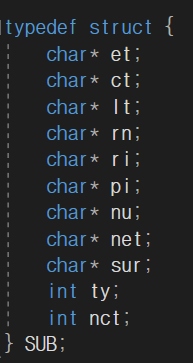 typedef struct {
char* et;
char* ct;
char* lt;
char* rn;
char* ri;
char* pi;
char* nu;
char* net;
char* sur;
int ty;
int nct;
} SUB;